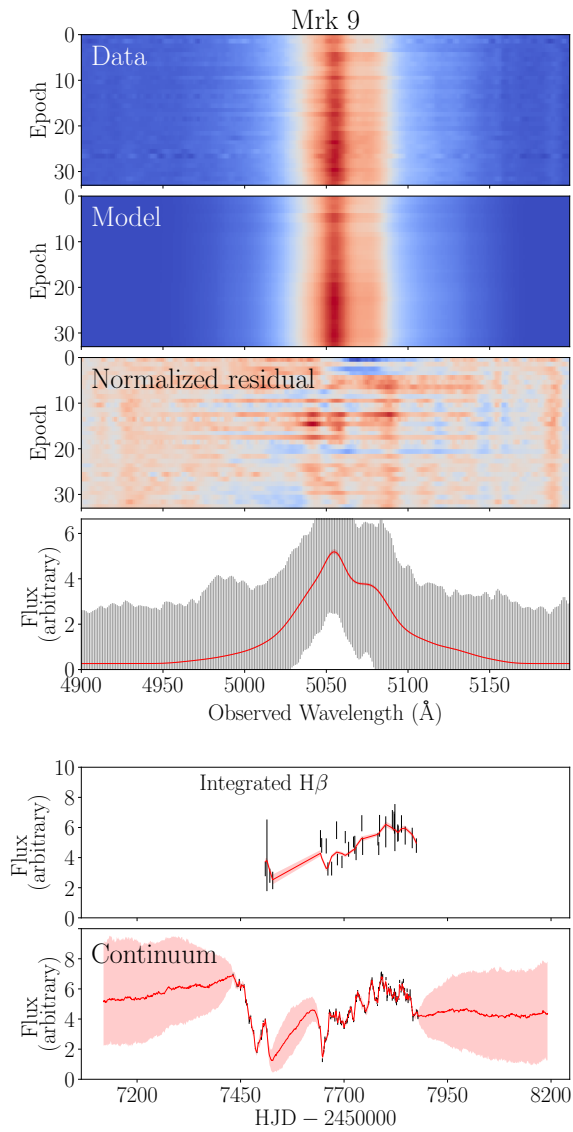 Mrk 9
0
Data
10
20
30
Epoch
0
Model
10
20
30
Epoch
0
Normalized residual
10
20
30
Epoch
6
4
2
0
Flux
(arbitrary)
4900
4950
5000
5050
5100
5150
Observed Wavelength (Å)
10
Integrated Hβ
8
6
4
2
0
Flux
(arbitrary)
10
Continuum
8
6
4
2
0
Flux
(arbitrary)
7200
7450
7700
7950
8200
HJD − 2450000